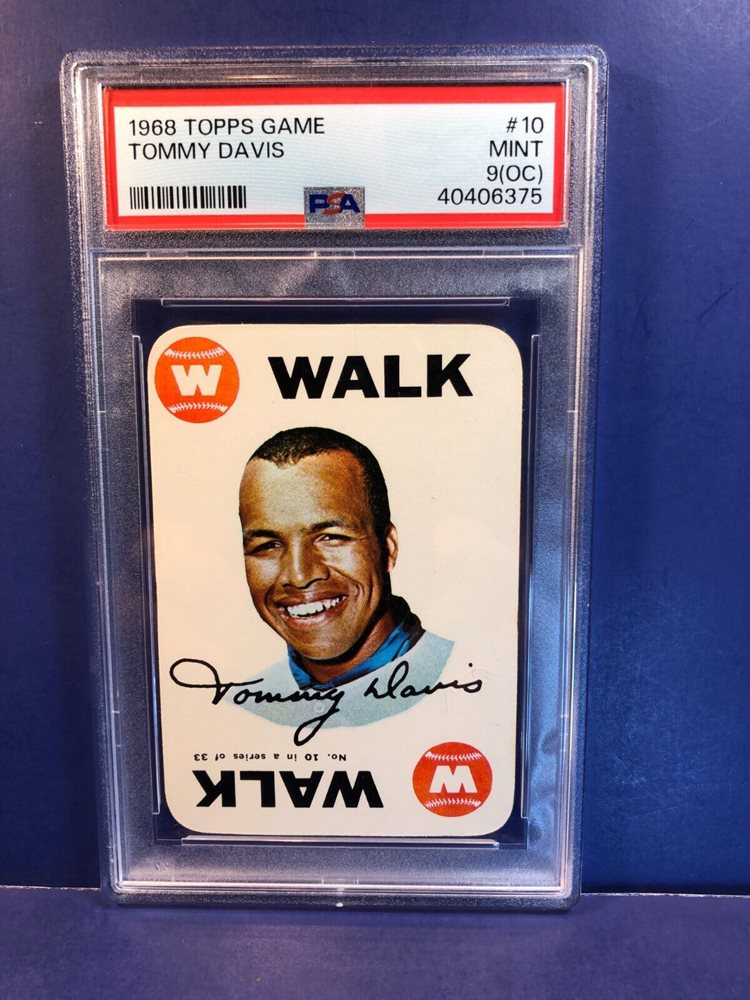 1968 TOPPS GAME #10
TOMMY DAVIS MINT
9(OC)
PSA 40406375
W WALK
Tommy Davis
No. 10 in a series of 33
WALK W